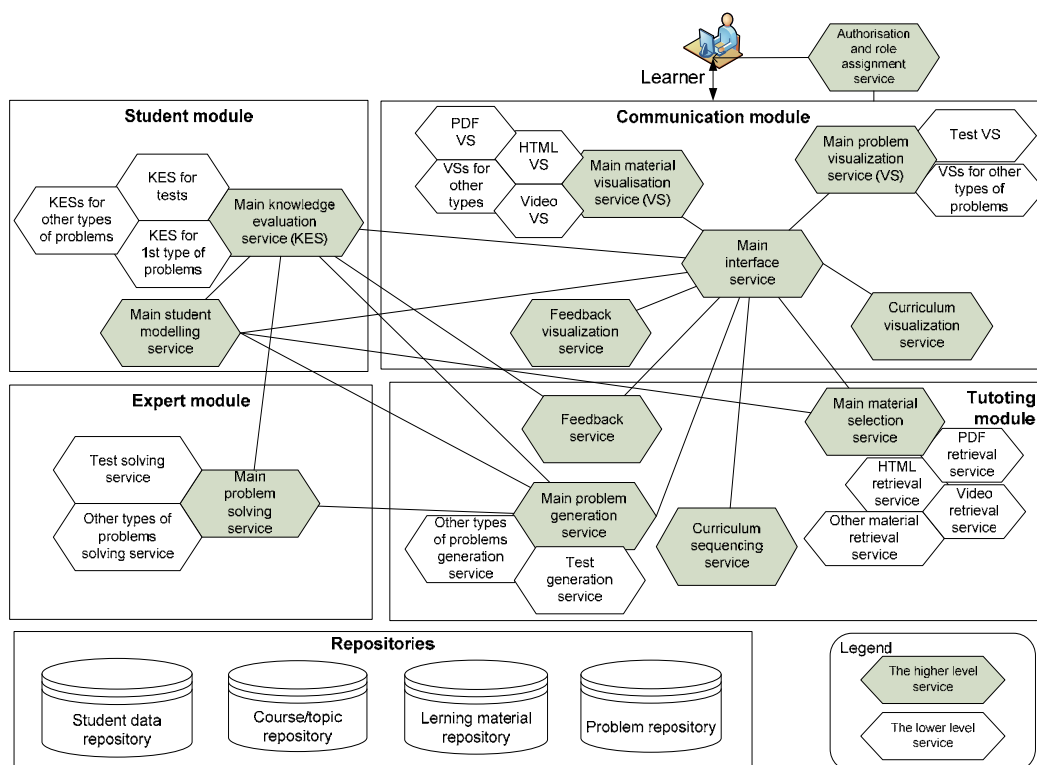 Learner
Authorisation
and role
assignment
service
Student module
KES for
tests
KESs for
other types
of problems
KES for
1st type of
problems
Main knowledge
evaluation
service (KES)
Main student
modelling
service
Communication module
PDF
VS
HTML
VS
VSs for
other
types
Video
VS
Main material
visualisation
service (VS)
Main problem
visualization
service (VS)
Test VS
VSs for other
types of
problems
Main
interface
service
Feedback
visualization
service
Curriculum
visualization
service
Expert module
Test solving
service
Other types of
problems
solving service
Main
problem
solving
service
Tutoting
module
Feedback
service
Main material
selection
service
PDF
retrieval
service
HTML
retrieval
service
Video
retrieval
service
Other material
retrieval
service
Main problem
generation
service
Other types
of problems
generation
service
Test
generation
service
Curriculum
sequencing
service
Repositories
Student data
repository
Course/topic
repository
Lerning material
repository
Problem repository
Legend
The higher level
service
The lower level
service